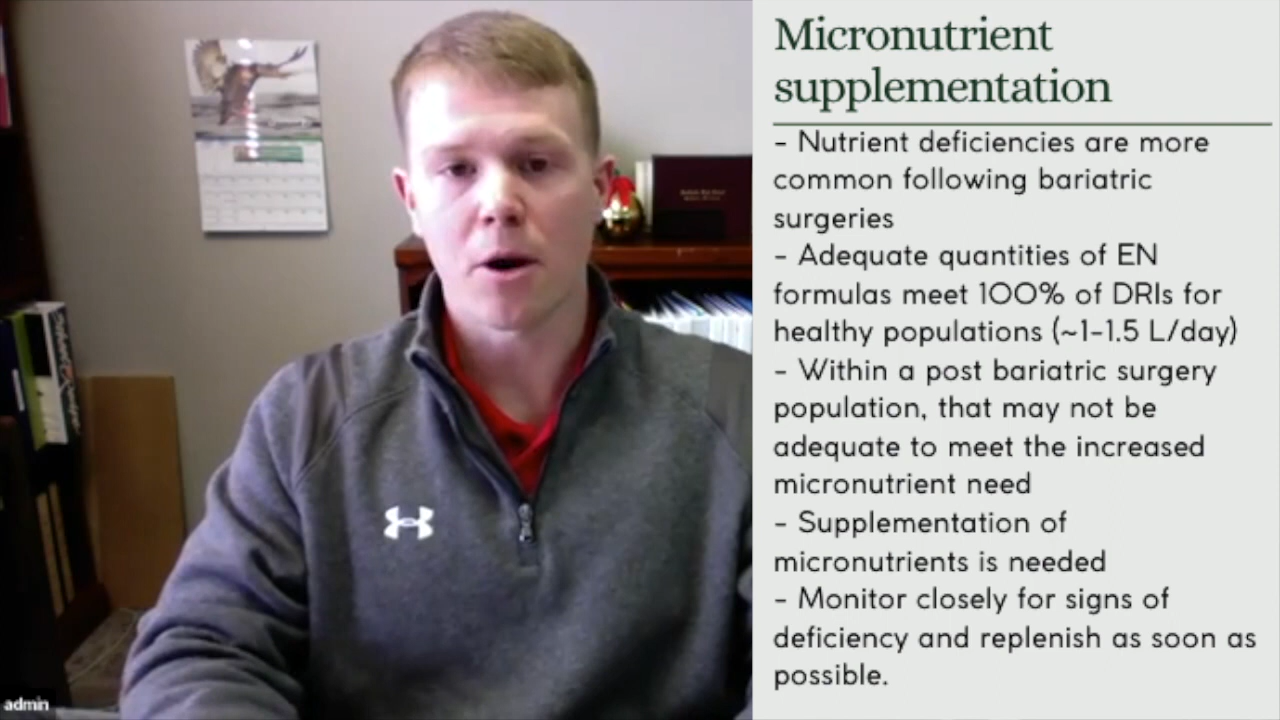 Micronutrient
supplementation
- Nutrient deficiencies are more
common following bariatric
surgeries
- Adequate quantities of EN
formulas meet 100% of DRIs for
healthy populations (~1-1.5 L/day)
- Within a post bariatric surgery
population, that may not be
adequate to meet the increased
micronutrient need
- Supplementation of
micronutrients is needed
- Monitor closely for signs of
deficiency and replenish as soon as
possible.
admin